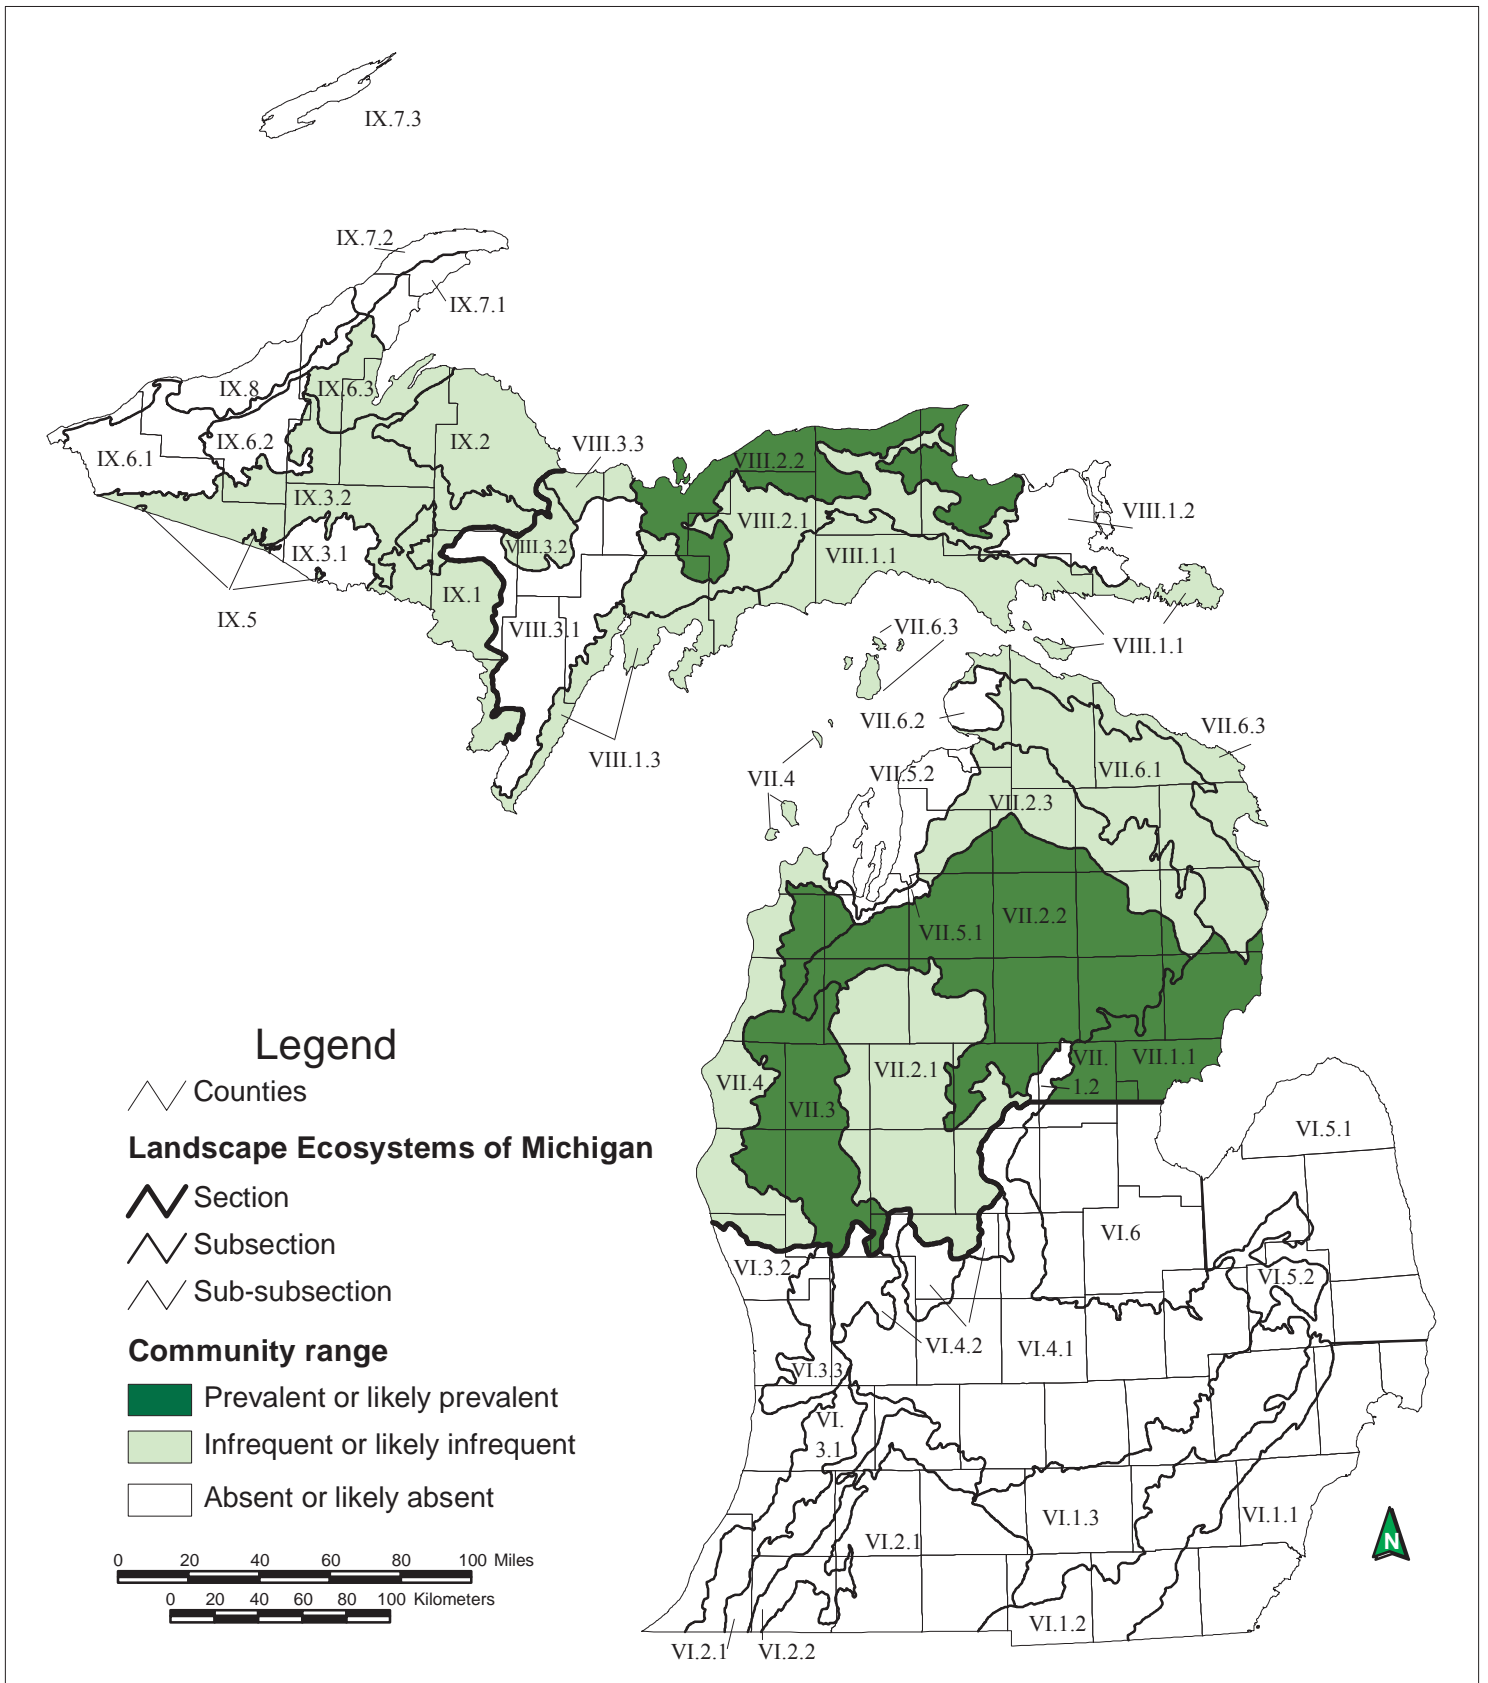 IX.7.3
IX.7.2
IX.7.1
IX.8
IX.6.3
IX.6.2
IX.2
IX.6.1
VIII.3.3
VIII.2.2
IX.3.2
VIII.2.1
VIII.1.2
IX.3.1
VIII.3.2
VIII.1.1
IX.1
IX.5
VIII.3.1
VII.6.3
VIII.1.1
VII.6.2
VII.6.3
VIII.1.3
VII.4
VII.5.2
VII.6.1
VII.2.3
VII.2.2
VII.5.1
Legend
Counties
Landscape Ecosystems of Michigan
Section
Subsection
Sub-subsection
Community range
Prevalent or likely prevalent
Infrequent or likely infrequent
Absent or likely absent
0 20 40 60 80 100 Miles
0 20 40 60 80 100 Kilometers
VII.4
VII.3
VII.2.1
VII.
1.2
VII.1.1
VI.5.1
VI.6
VI.3.2
VI.5.2
VI.4.2
VI.4.1
VI.3.3
VI.
3.1
VI.1.3
VI.1.1
VI.2.1
VI.1.2
VI.2.1
VI.2.2
N